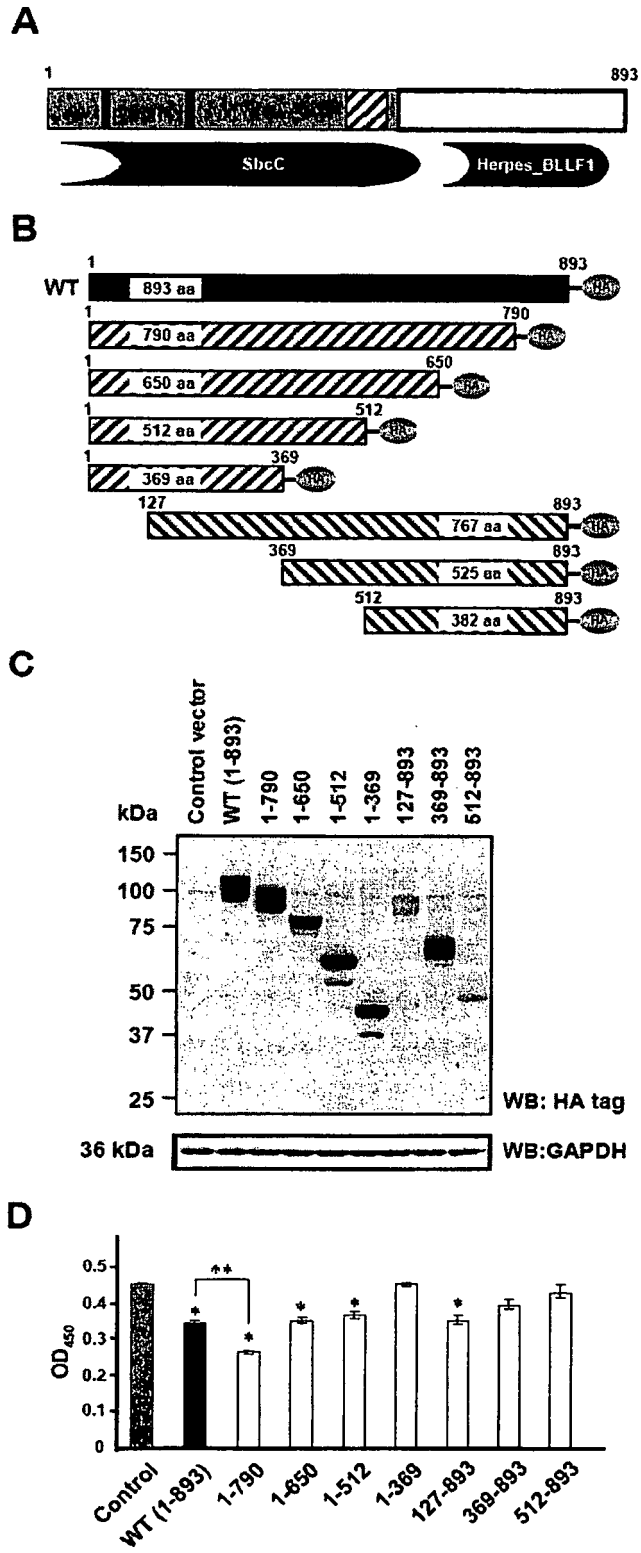 A
1 893
SbcC Herpes_BLLF1
B
1 893
WT 893 aa HA
1 790
790 aa HA
1 650
650 aa HA
1 512
512 aa HA
1 369
369 aa HA
127 893
767 aa HA
369 893
525 aa HA
512 893
382 aa HA
C
Control vector
WT (1-893)
1-790
1-650
1-512
1-369
127-893
369-893
512-893
kDa
150
100
75
50
37
25
WB: HA tag
36 kDa WB:GAPDH
D
OD450
0.5
0.4
0.3
0.2
0.1
0
**
* * * * *
Control
WT (1-893)
1-790
1-650
1-512
1-369
127-893
369-893
512-893